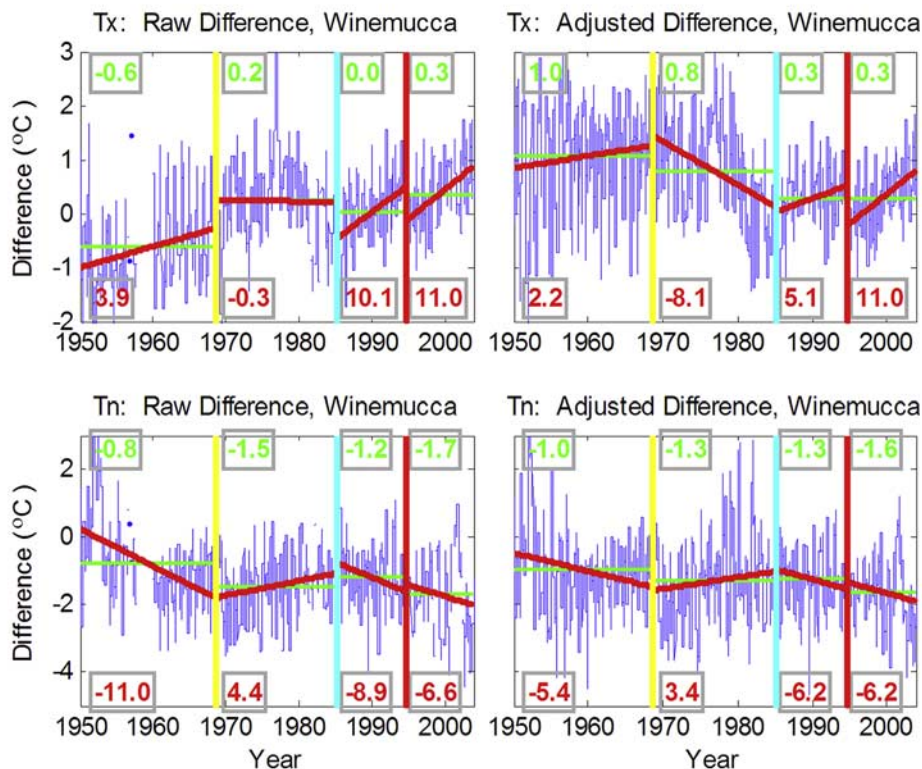 Tx: Raw Difference, Winemucca
Tx: Adjusted Difference, Winemucca
3
2
1
0
-1
-2
Difference (°C)
-0.6 0.2 0.0 0.3
1.0 0.8 0.3 0.3
3.9 -0.3 10.1 11.0
2.2 -8.1 5.1 11.0
1950 1960 1970 1980 1990 2000
1950 1960 1970 1980 1990 2000
Tn: Raw Difference, Winemucca
Tn: Adjusted Difference, Winemucca
2
0
-2
-4
Difference (°C)
-0.8 -1.5 -1.2 -1.7
-1.0 -1.3 -1.3 -1.6
-11.0 4.4 -8.9 -6.6
-5.4 3.4 -6.2 -6.2
1950 1960 1970 1980 1990 2000
1950 1960 1970 1980 1990 2000
Year
Year